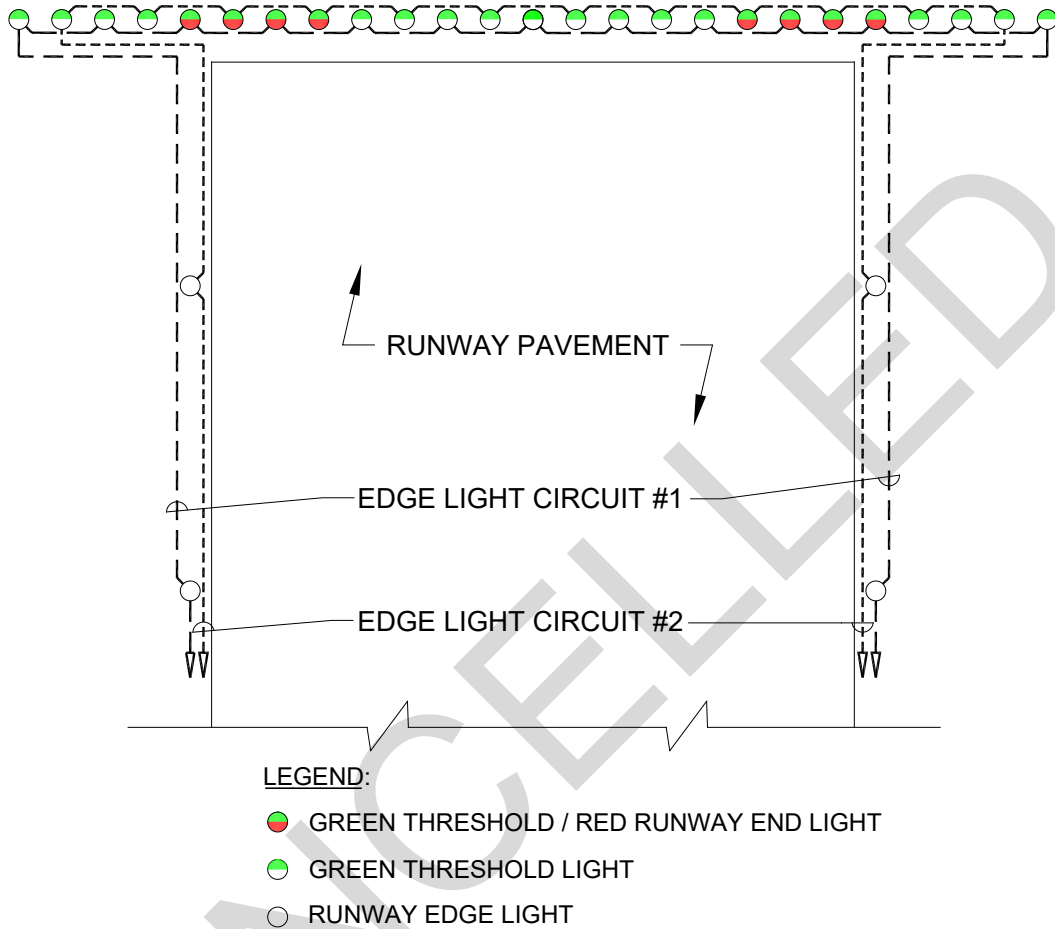 RUNWAY PAVEMENT
EDGE LIGHT CIRCUIT #1
EDGE LIGHT CIRCUIT #2
LEGEND:
GREEN THRESHOLD / RED RUNWAY END LIGHT
GREEN THRESHOLD LIGHT
RUNWAY EDGE LIGHT
CANCELLED